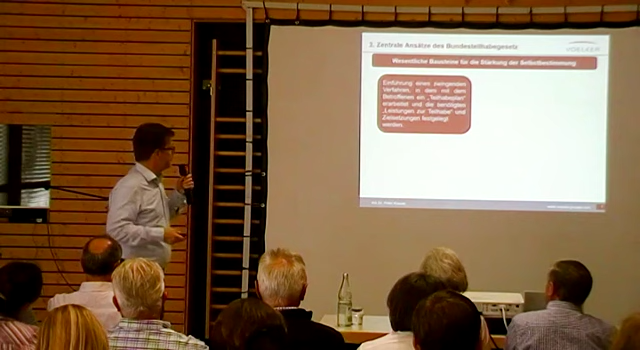 3. Zentrale Ansätze des Bundesteilhabegesetz
VOELKER
Wesentliche Bausteine für die Stärkung der Selbstbestimmung
Einführung eines zwingenden
Verfahren, in dem mit dem
Betroffenen ein „Teilhabeplan"
erarbeitet und die benötigten
„Leistungen zur Teilhabe" und
Zielsetzungen festgelegt
werden.